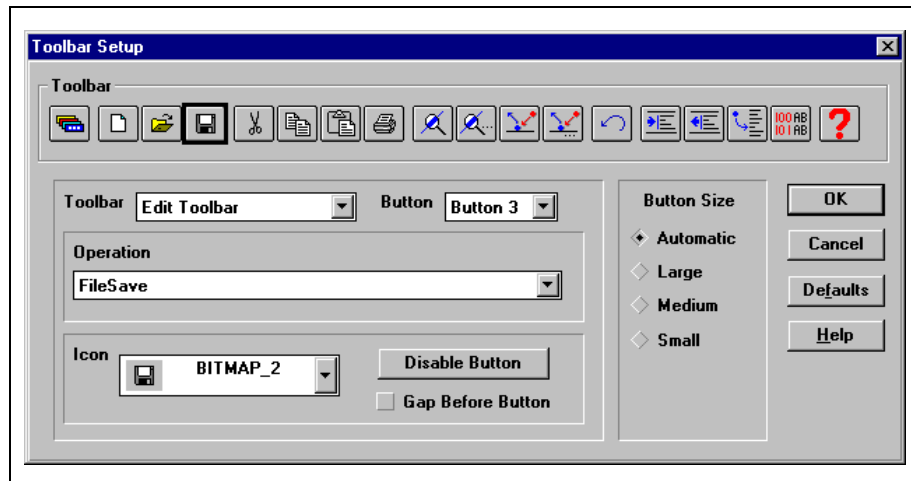 Toolbar Setup
Toolbar
100 AB
101 AB
?
Toolbar Edit Toolbar Button Button 3
Operation
FileSave
Icon BITMAP_2
Disable Button
Gap Before Button
Button Size
Automatic
Large
Medium
Small
OK
Cancel
Defaults
Help